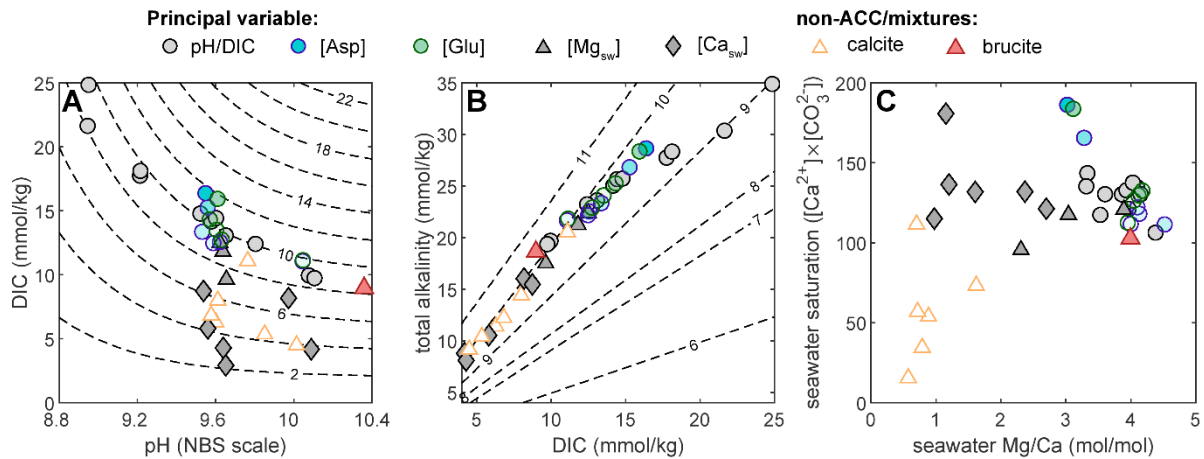 Principal variable:
non-ACC/mixtures:
pH/DIC
[Asp]
[Glu]
[Mgsw]
[Casw]
calcite
brucite
A
25
20
15
10
5
0
DIC (mmol/kg)
22
18
14
10
6
2
8.8
9.2
9.6
10
10.4
pH (NBS scale)
B
35
30
25
20
15
10
5
total alkalinity (mmol/kg)
11
10
9
8
7
9
6
5
10
15
20
25
DIC (mmol/kg)
C
200
150
100
50
0
seawater saturation ([Ca2+]×[CO32-])
0
1
2
3
4
5
seawater Mg/Ca (mol/mol)